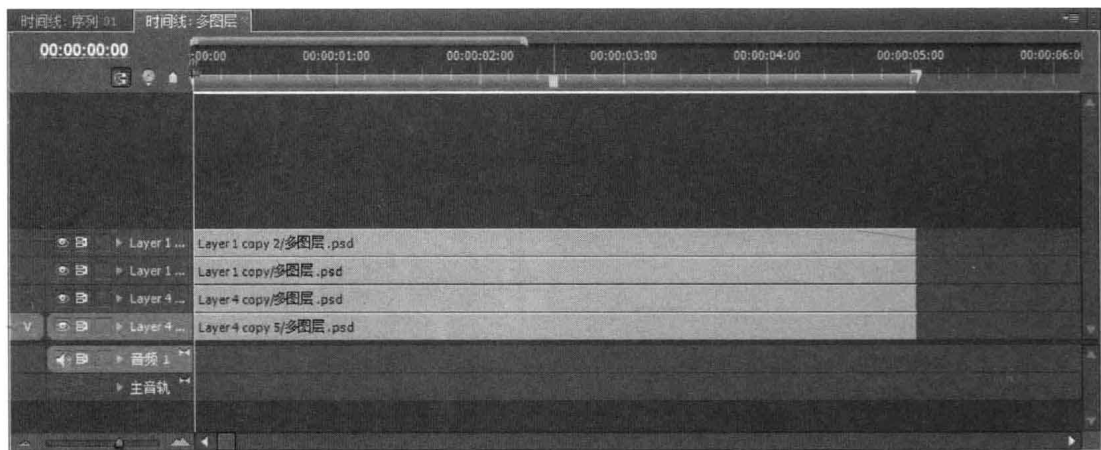 时间线: 序列 01 时间线: 多图层
00:00:00:00
:00:00 00:00:01:00 00:00:02:00 00:00:03:00 00:00:04:00 00:00:05:00 00:00:06:00
Layer 1 ... Layer 1 copy 2/多图层.psd
Layer 1 ... Layer 1 copy/多图层.psd
Layer 4 ... Layer 4 copy/多图层.psd
V Layer 4 ... Layer 4 copy 5/多图层.psd
音频 1
主音轨